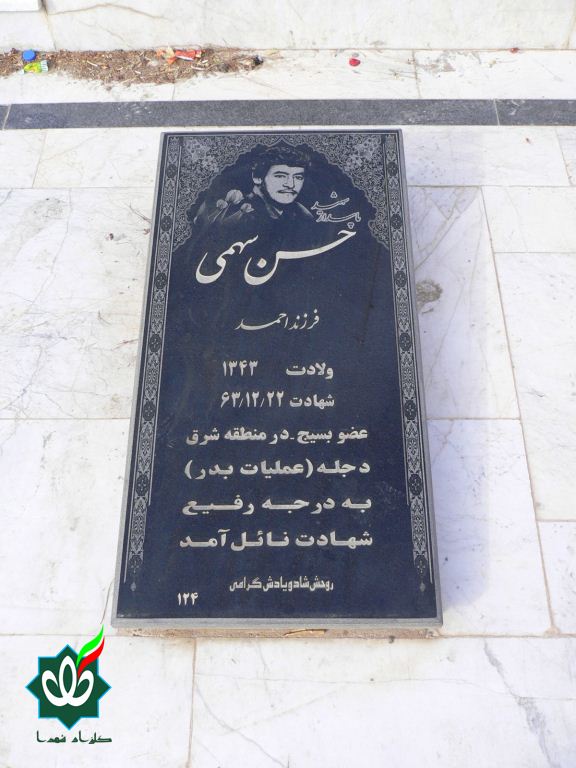 شهید
پاسدار
حسن سهمی
فرزند احمد
ولادت ۱۳۴۳
شهادت ۶۳/۱۲/۲۲
عضو بسیج - در منطقه شرق
دجله (عملیات بدر)
به درجه رفیع
شهادت نائل آمد
روحش شاد و یادش گرامی
۱۲۴
گلزار شهدا